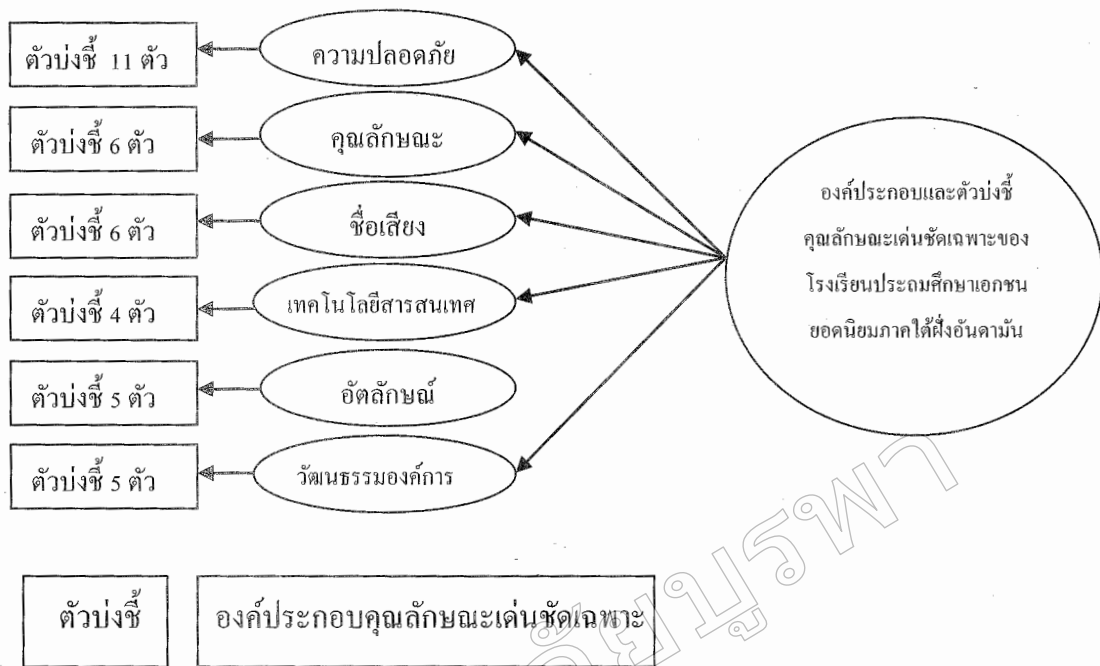 ตัวบ่งชี้ 11 ตัว
ความปลอดภัย
ตัวบ่งชี้ 6 ตัว
คุณลักษณะ
ตัวบ่งชี้ 6 ตัว
ชื่อเสียง
ตัวบ่งชี้ 4 ตัว
เทคโนโลยีสารสนเทศ
ตัวบ่งชี้ 5 ตัว
อัตลักษณ์
ตัวบ่งชี้ 5 ตัว
วัฒนธรรมองค์การ
องค์ประกอบและตัวบ่งชี้
คุณลักษณะเด่นชัดเฉพาะของ
โรงเรียนประถมศึกษาเอกชน
ยอดนิยมภาคใต้ฝั่งอันดามัน
ตัวบ่งชี้
องค์ประกอบคุณลักษณะเด่นชัดเฉพาะ